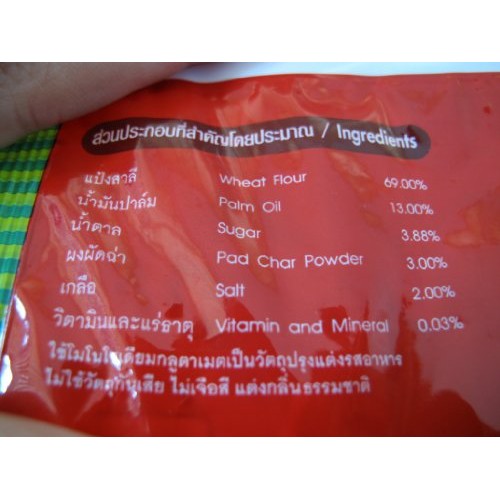 ส่วนประกอบที่สำคัญโดยประมาณ / Ingredients
แป้งสาลี Wheat Flour 69.00%
น้ำมันปาล์ม Palm Oil 13.00%
น้ำตาล Sugar 3.88%
ผงผัดฉ่า Pad Char Powder 3.00%
เกลือ Salt 2.00%
วิตามินและแร่ธาตุ Vitamin and Mineral 0.03%
ใช้โมโนโซเดียมกลูตาเมตเป็นวัตถุปรุงแต่งรสอาหาร
ไม่ใช้วัตถุกันเสีย ไม่เจือสี แต่งกลิ่นธรรมชาติ